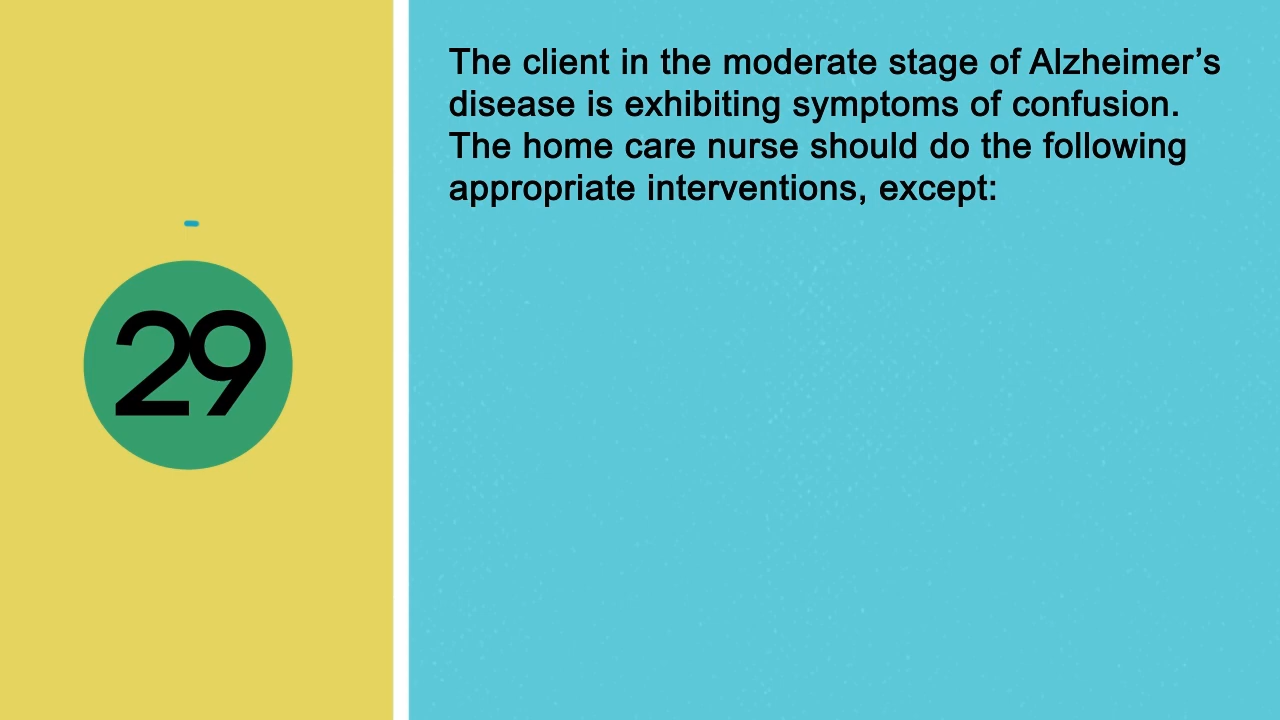 The client in the moderate stage of Alzheimer’s
disease is exhibiting symptoms of confusion.
The home care nurse should do the following
appropriate interventions, except:
29